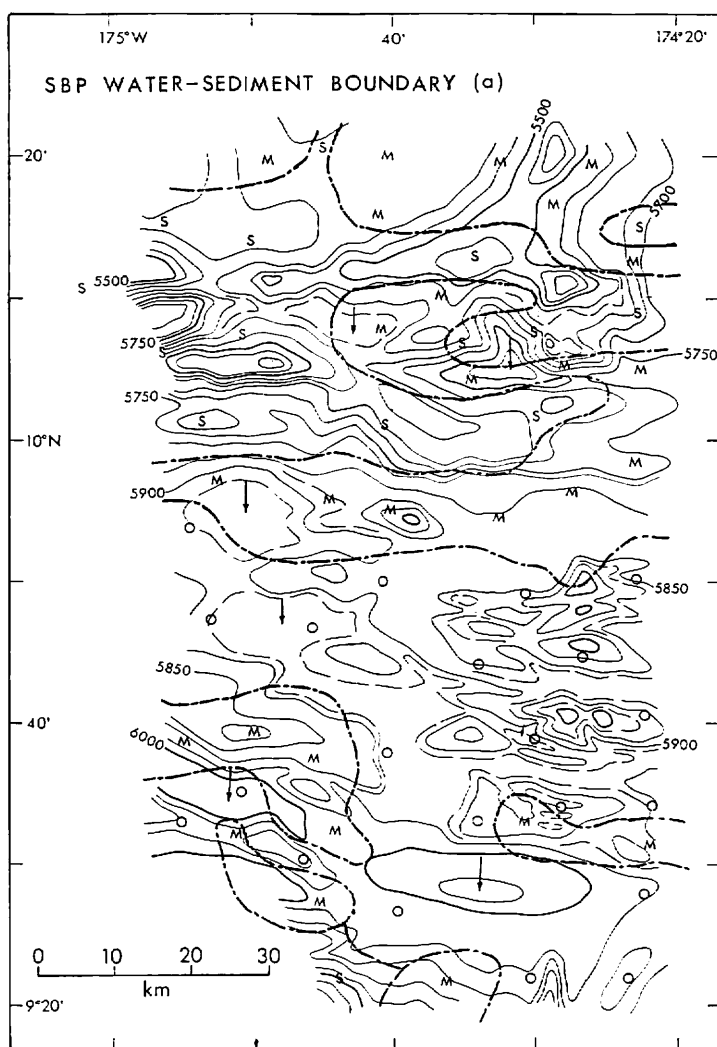 175°W 40' 174°20'
SBP WATER-SEDIMENT BOUNDARY (a)
5500
S
20' M M M M
M 5700
S M S
S
S M
S 5500 M
S
S M S
5750 S S 5750
M M
M
5750
S S S
10°N
M
M
5900 M
M M M
5850
5850
40'
6000 M M 5900
M
M M M M
M
0 10 20 30
S M
km
9°20'